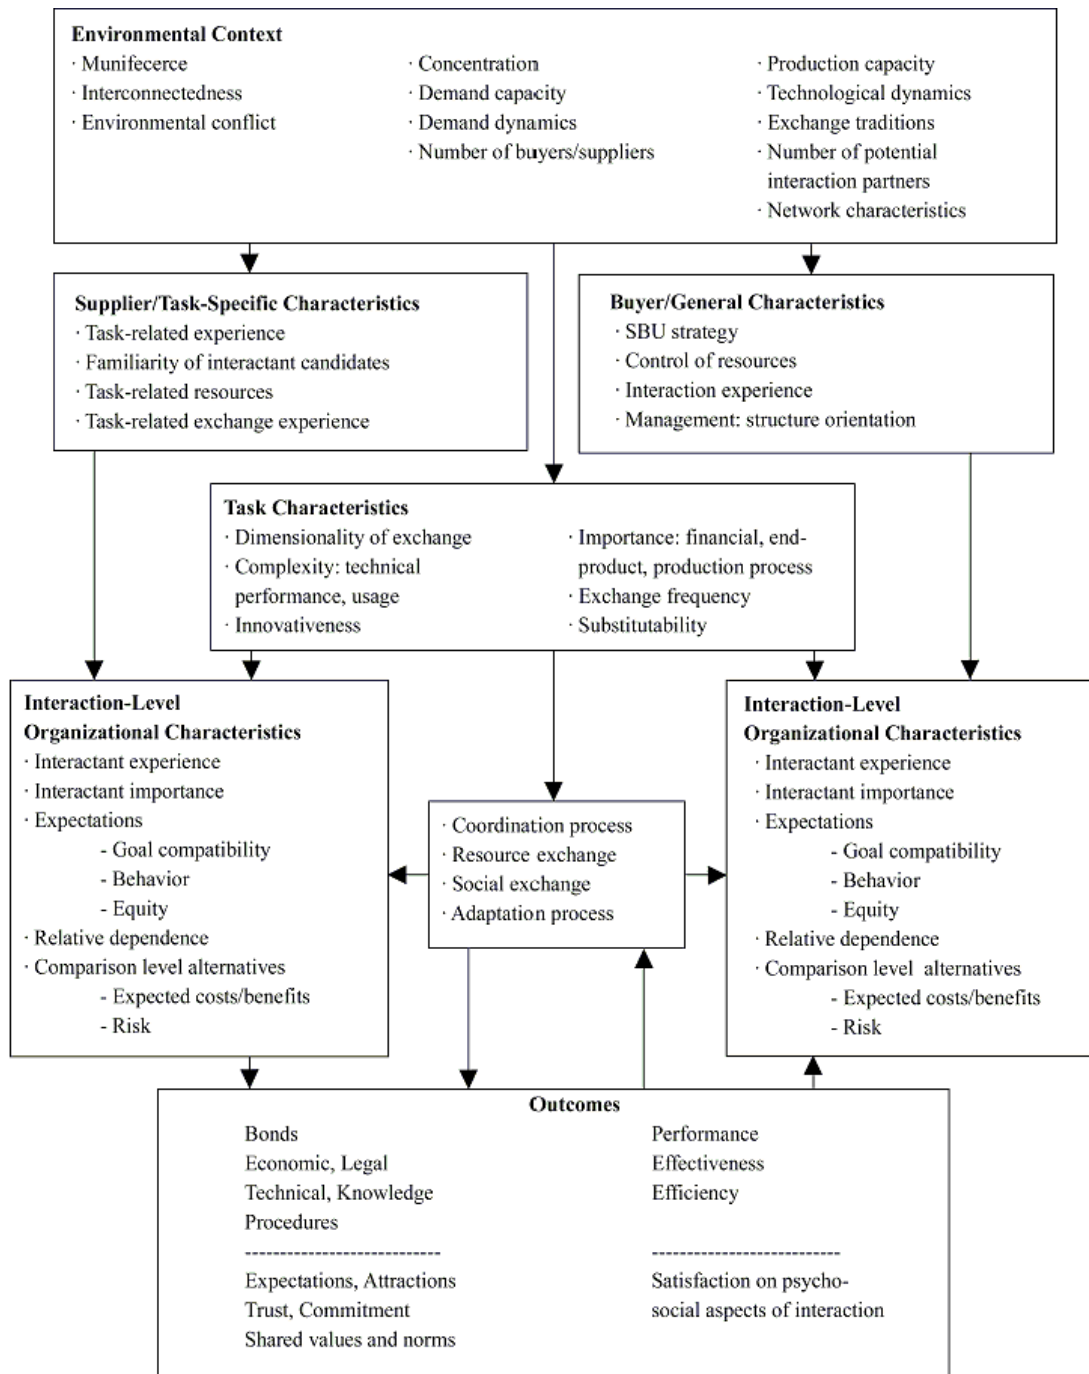 Environmental Context
· Munifecerce
· Interconnectedness
· Environmental conflict
· Concentration
· Demand capacity
· Demand dynamics
· Number of buyers/suppliers
· Production capacity
· Technological dynamics
· Exchange traditions
· Number of potential
interaction partners
· Network characteristics
Supplier/Task-Specific Characteristics
· Task-related experience
· Familiarity of interactant candidates
· Task-related resources
· Task-related exchange experience
Buyer/General Characteristics
· SBU strategy
· Control of resources
· Interaction experience
· Management: structure orientation
Task Characteristics
· Dimensionality of exchange
· Complexity: technical
performance, usage
· Innovativeness
· Importance: financial, end-
product, production process
· Exchange frequency
· Substitutability
Interaction-Level
Organizational Characteristics
· Interactant experience
· Interactant importance
· Expectations
- Goal compatibility
- Behavior
- Equity
· Relative dependence
· Comparison level alternatives
- Expected costs/benefits
- Risk
· Coordination process
· Resource exchange
· Social exchange
· Adaptation process
Interaction-Level
Organizational Characteristics
· Interactant experience
· Interactant importance
· Expectations
- Goal compatibility
- Behavior
- Equity
· Relative dependence
· Comparison level alternatives
- Expected costs/benefits
- Risk
Outcomes
Bonds
Economic, Legal
Technical, Knowledge
Procedures
----------------------------
Expectations, Attractions
Trust, Commitment
Shared values and norms
Performance
Effectiveness
Efficiency
---------------------------
Satisfaction on psycho-
social aspects of interaction